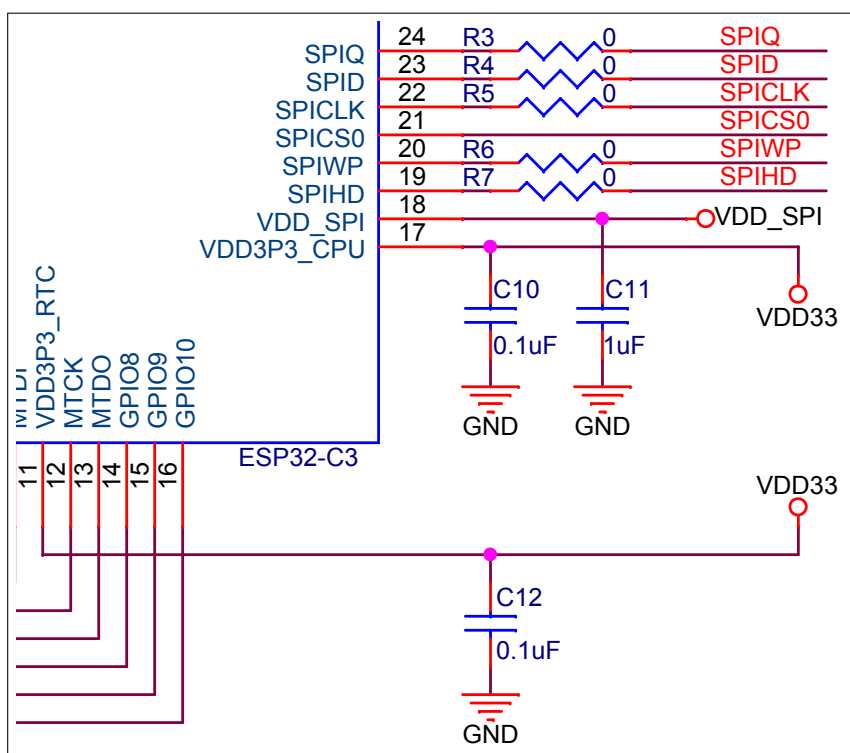 SPIQ 24 R3 0 SPIQ
SPID 23 R4 0 SPID
SPICLK 22 R5 0 SPICLK
SPICS0 21 SPICS0
SPIWP 20 R6 0 SPIWP
SPIHD 19 R7 0 SPIHD
VDD_SPI 18 VDD_SPI
VDD3P3_CPU 17
C10 C11
VDD33
0.1uF 1uF
GND GND
MTDI
VDD3P3_RTC
MTCK
MTDO
GPIO8
GPIO9
GPIO10
ESP32-C3
11 12 13 14 15 16
VDD33
C12
0.1uF
GND